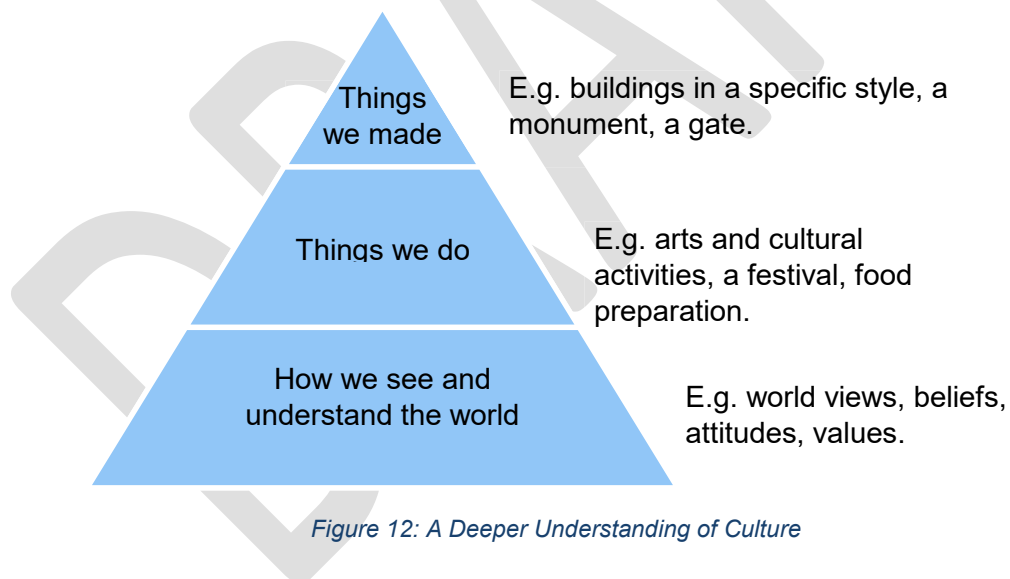 Things
we made
E.g. buildings in a specific style, a
monument, a gate.
Things we do
E.g. arts and cultural
activities, a festival, food
preparation.
How we see and
understand the world
E.g. world views, beliefs,
attitudes, values.
Figure 12: A Deeper Understanding of Culture